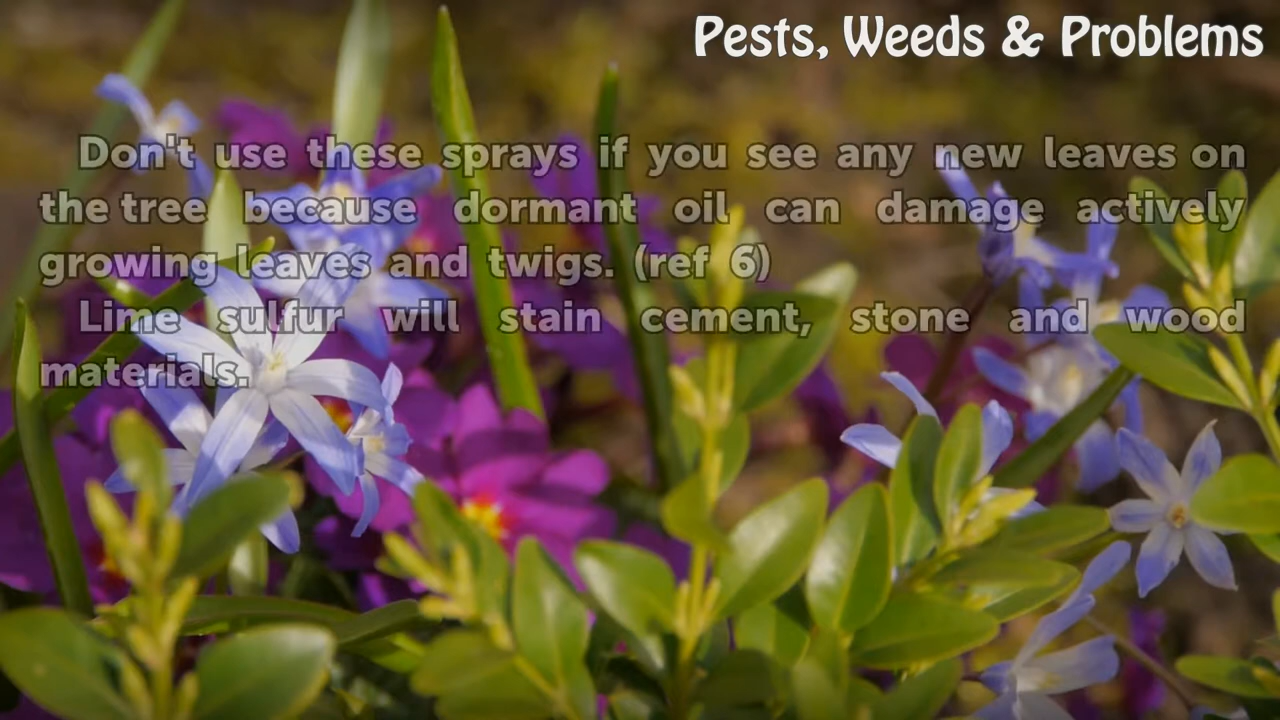 Pests, Weeds & Problems
Don't use these sprays if you see any new leaves on
the tree because dormant oil can damage actively
growing leaves and twigs. (ref 6)
Lime sulfur will stain cement, stone and wood
materials.